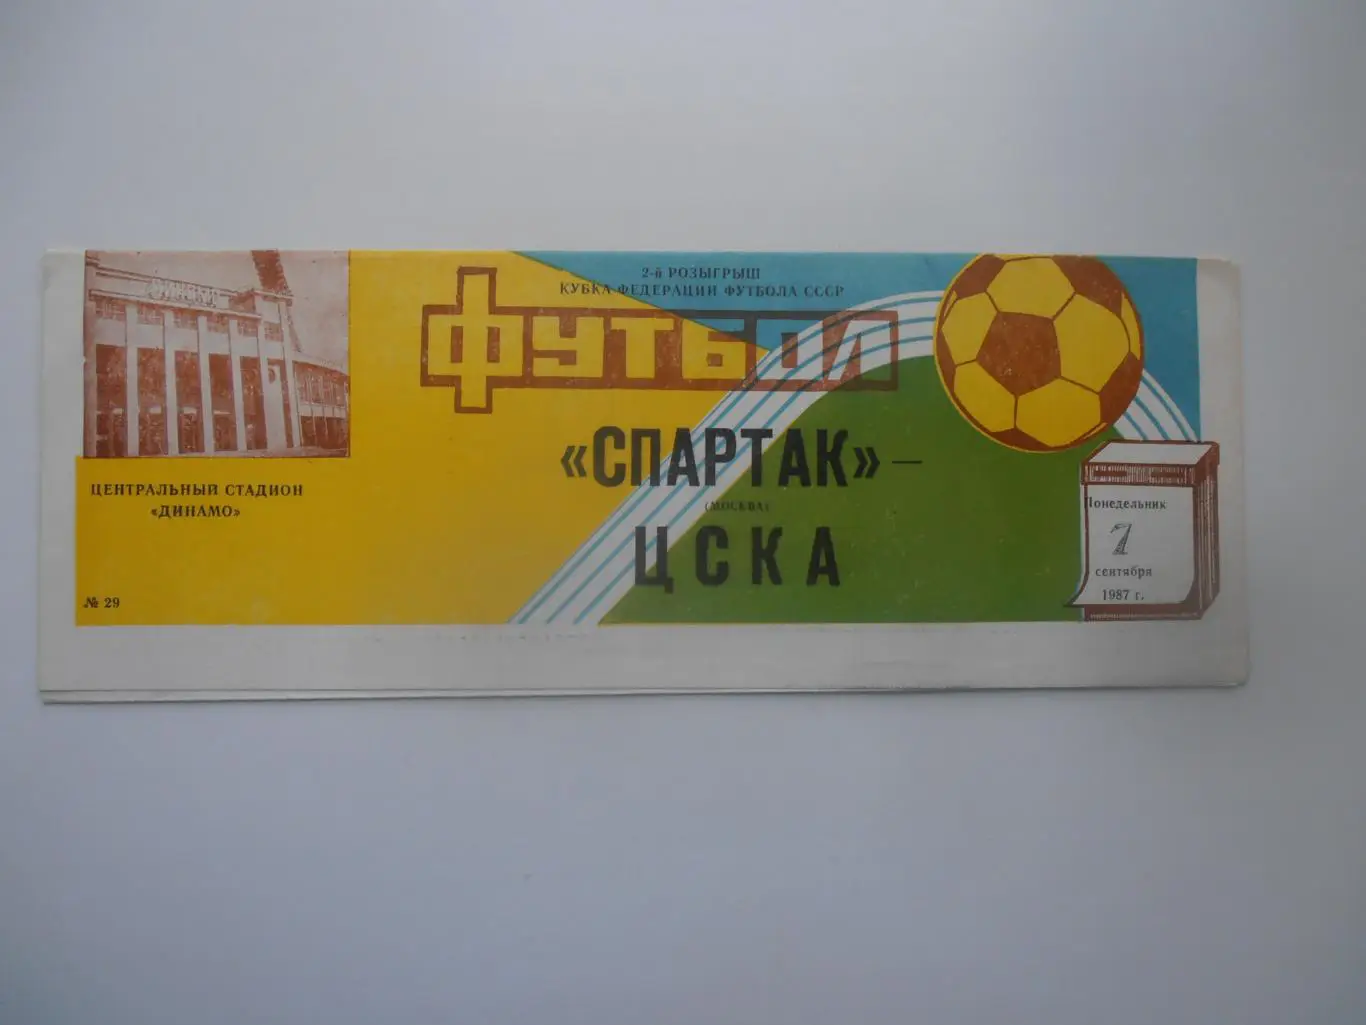 2-й РОЗЫГРЫШ
КУБКА ФЕДЕРАЦИИ ФУТБОЛА СССР
ФУТБОЛ
«СПАРТАК» –
(МОСКВА)
ЦСКА
ЦЕНТРАЛЬНЫЙ СТАДИОН
«ДИНАМО»
№ 29
Понедельник
7
сентября
1987 г.